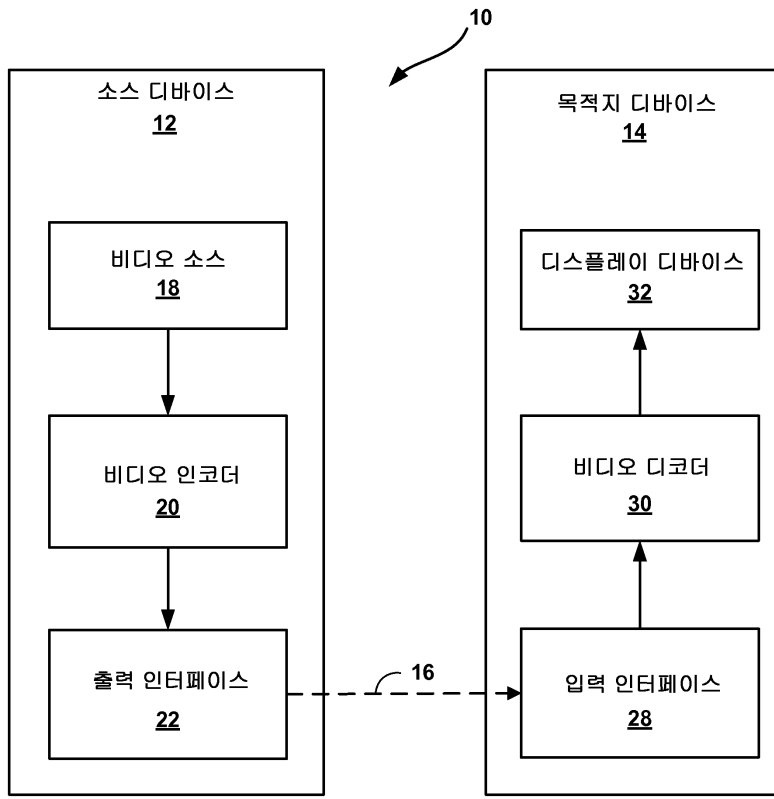 10
소스 디바이스
12
비디오 소스
18
비디오 인코더
20
출력 인터페이스
22
16
목적지 디바이스
14
디스플레이 디바이스
32
비디오 디코더
30
입력 인터페이스
28